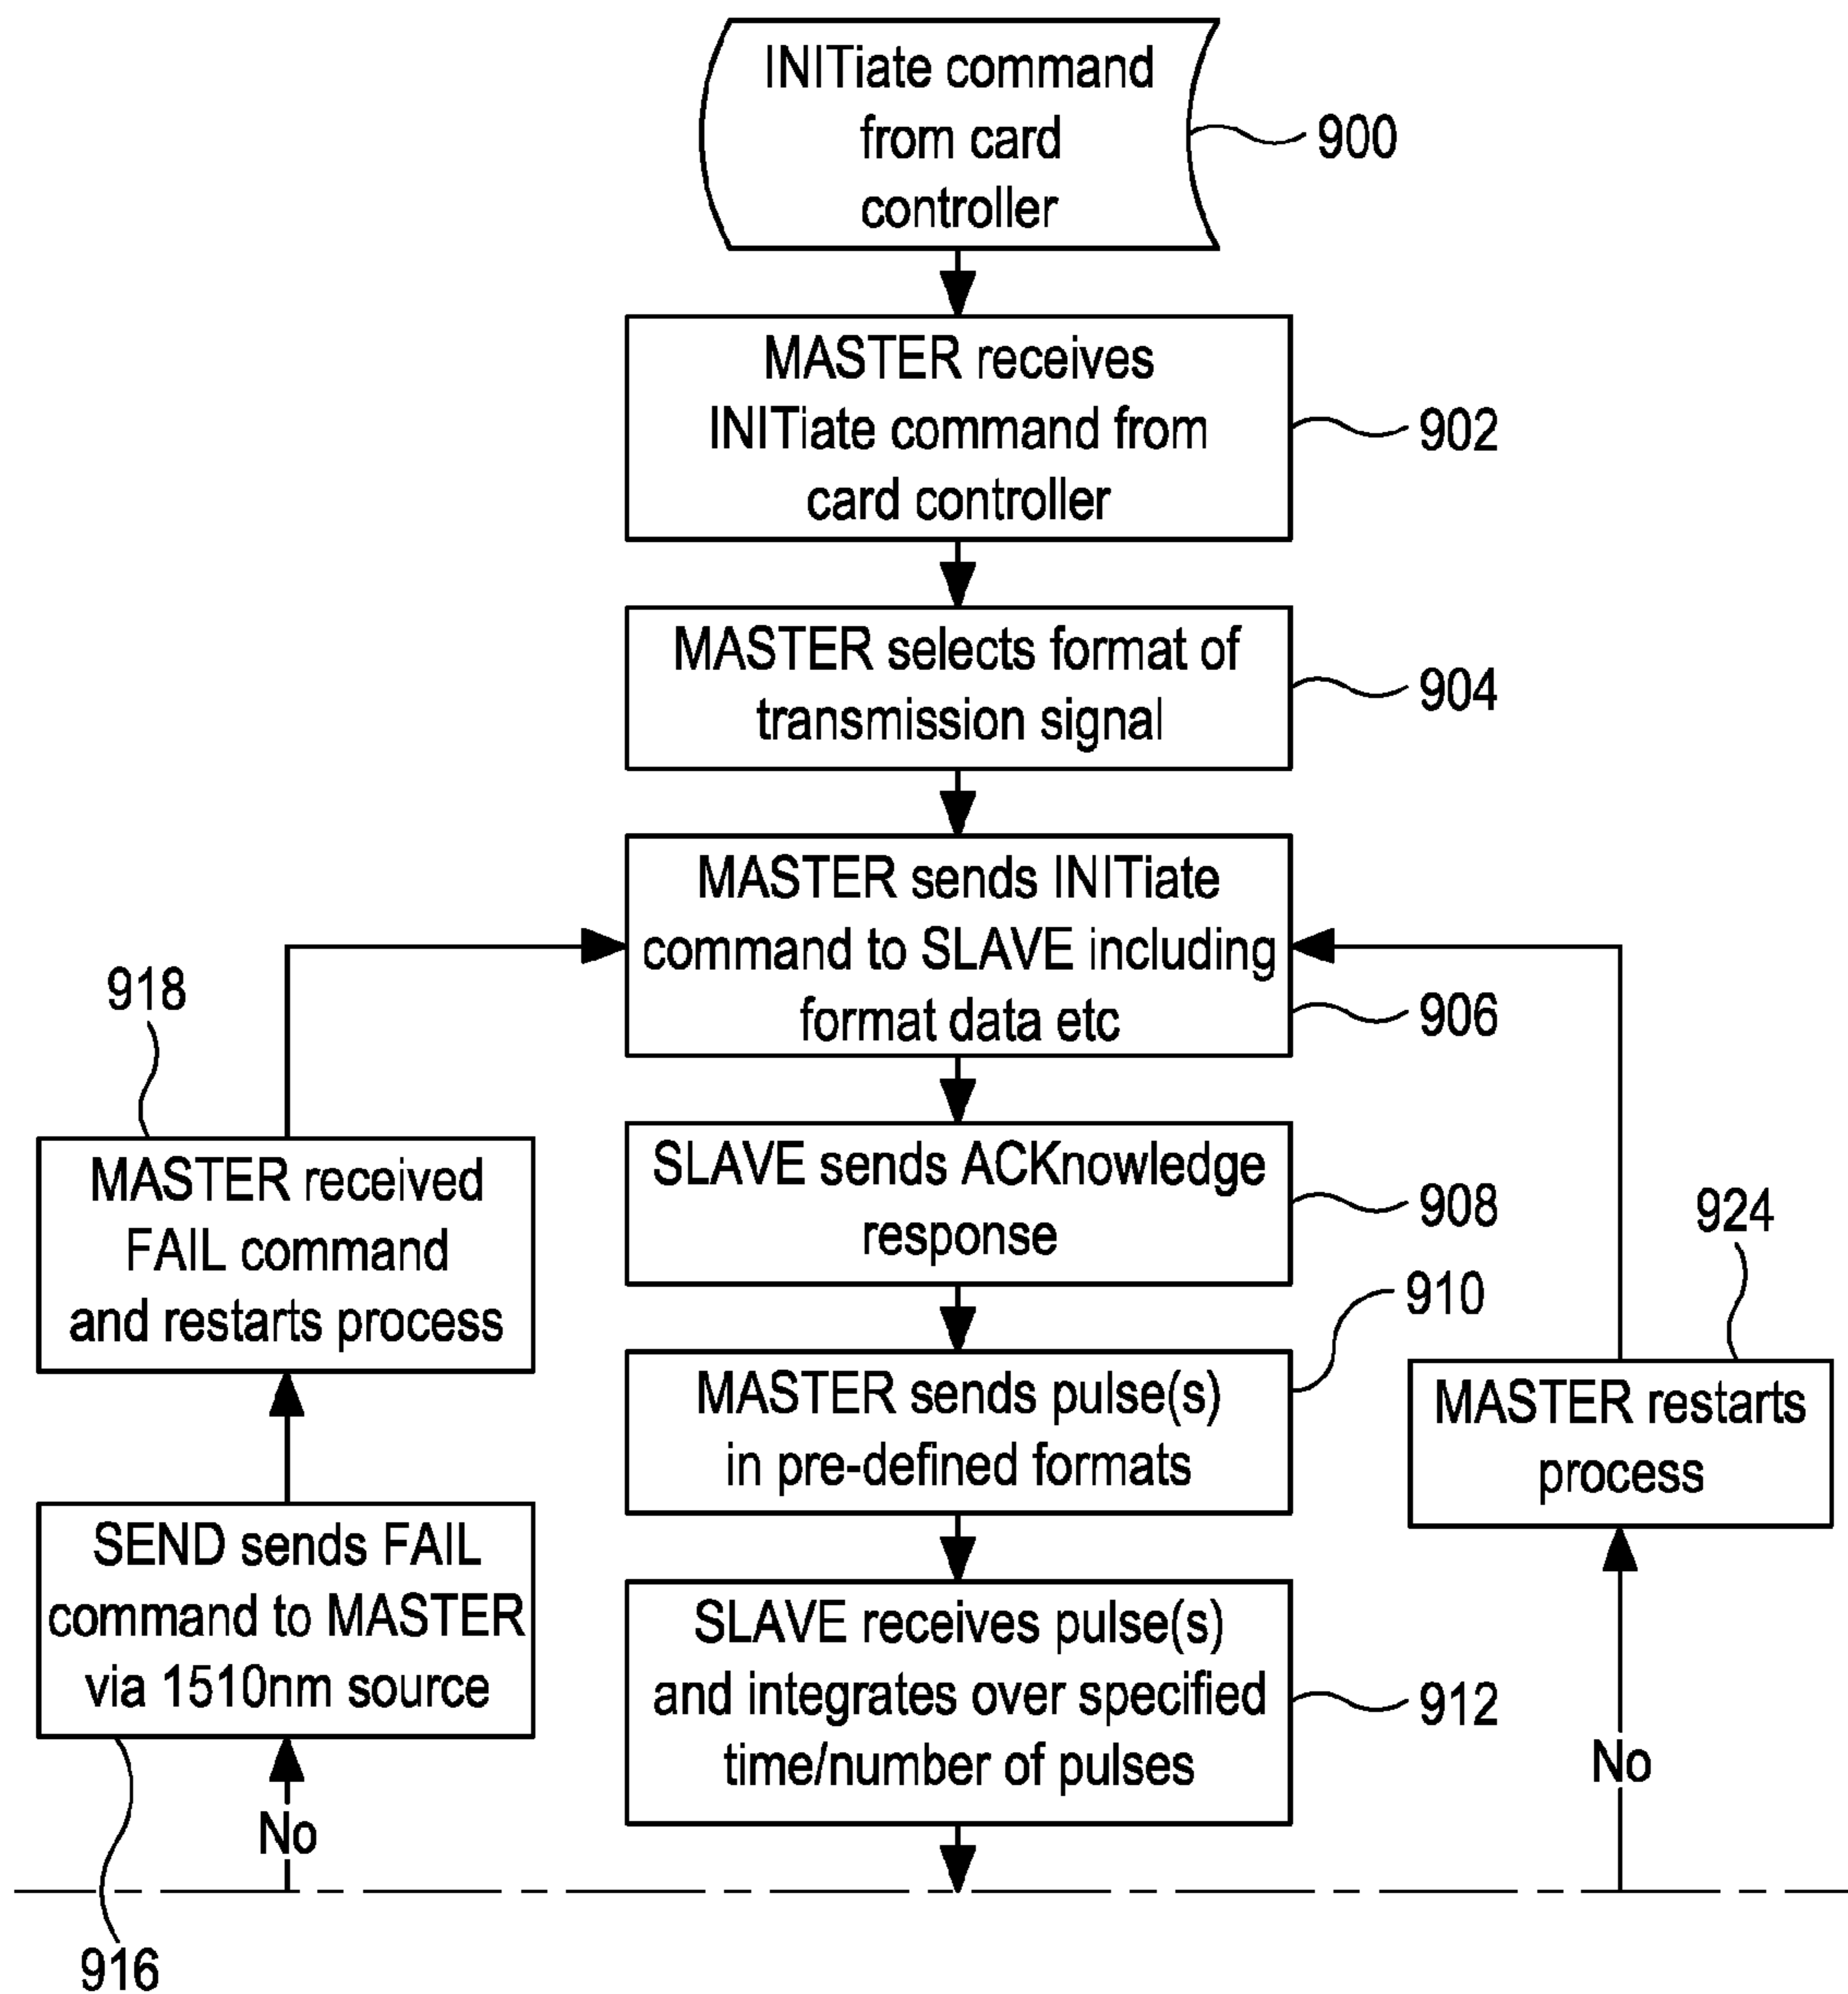 INITiate command
from card
controller
900
MASTER receives
INITiate command from
card controller
902
MASTER selects format of
transmission signal
904
MASTER sends INITiate
command to SLAVE including
format data etc
906
918
MASTER received
FAIL command
and restarts process
SLAVE sends ACKnowledge
response
908
924
910
MASTER sends pulse(s)
in pre-defined formats
MASTER restarts
process
SEND sends FAIL
command to MASTER
via 1510nm source
SLAVE receives pulse(s)
and integrates over specified
time/number of pulses
912
No
No
916